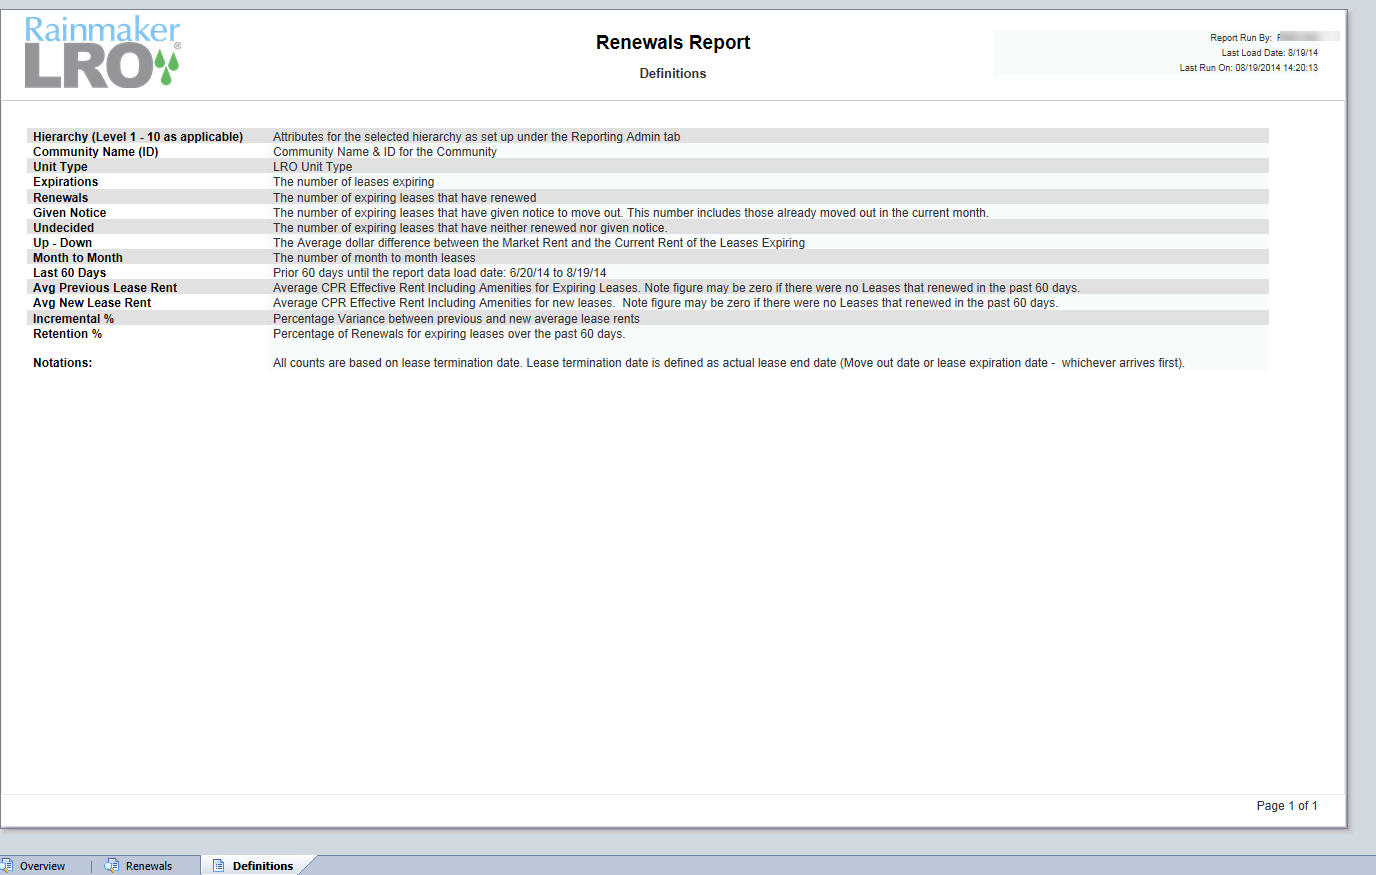 Rainmaker
LRO®
Renewals Report
Definitions
Report Run By:
Last Load Date: 8/19/14
Last Run On: 08/19/2014 14:20:13
Hierarchy (Level 1 - 10 as applicable) Attributes for the selected hierarchy as set up under the Reporting Admin tab
Community Name (ID) Community Name & ID for the Community
Unit Type LRO Unit Type
Expirations The number of leases expiring
Renewals The number of expiring leases that have renewed
Given Notice The number of expiring leases that have given notice to move out. This number includes those already moved out in the current month.
Undecided The number of expiring leases that have neither renewed nor given notice.
Up - Down The Average dollar difference between the Market Rent and the Current Rent of the Leases Expiring
Month to Month The number of month to month leases
Last 60 Days Prior 60 days until the report data load date: 6/20/14 to 8/19/14
Avg Previous Lease Rent Average CPR Effective Rent Including Amenities for Expiring Leases. Note figure may be zero if there were no Leases that renewed in the past 60 days.
Avg New Lease Rent Average CPR Effective Rent Including Amenities for new leases.  Note figure may be zero if there were no Leases that renewed in the past 60 days.
Incremental % Percentage Variance between previous and new average lease rents
Retention % Percentage of Renewals for expiring leases over the past 60 days.
Notations: All counts are based on lease termination date. Lease termination date is defined as actual lease end date (Move out date or lease expiration date -  whichever arrives first).
Page 1 of 1
Overview | Renewals Definitions